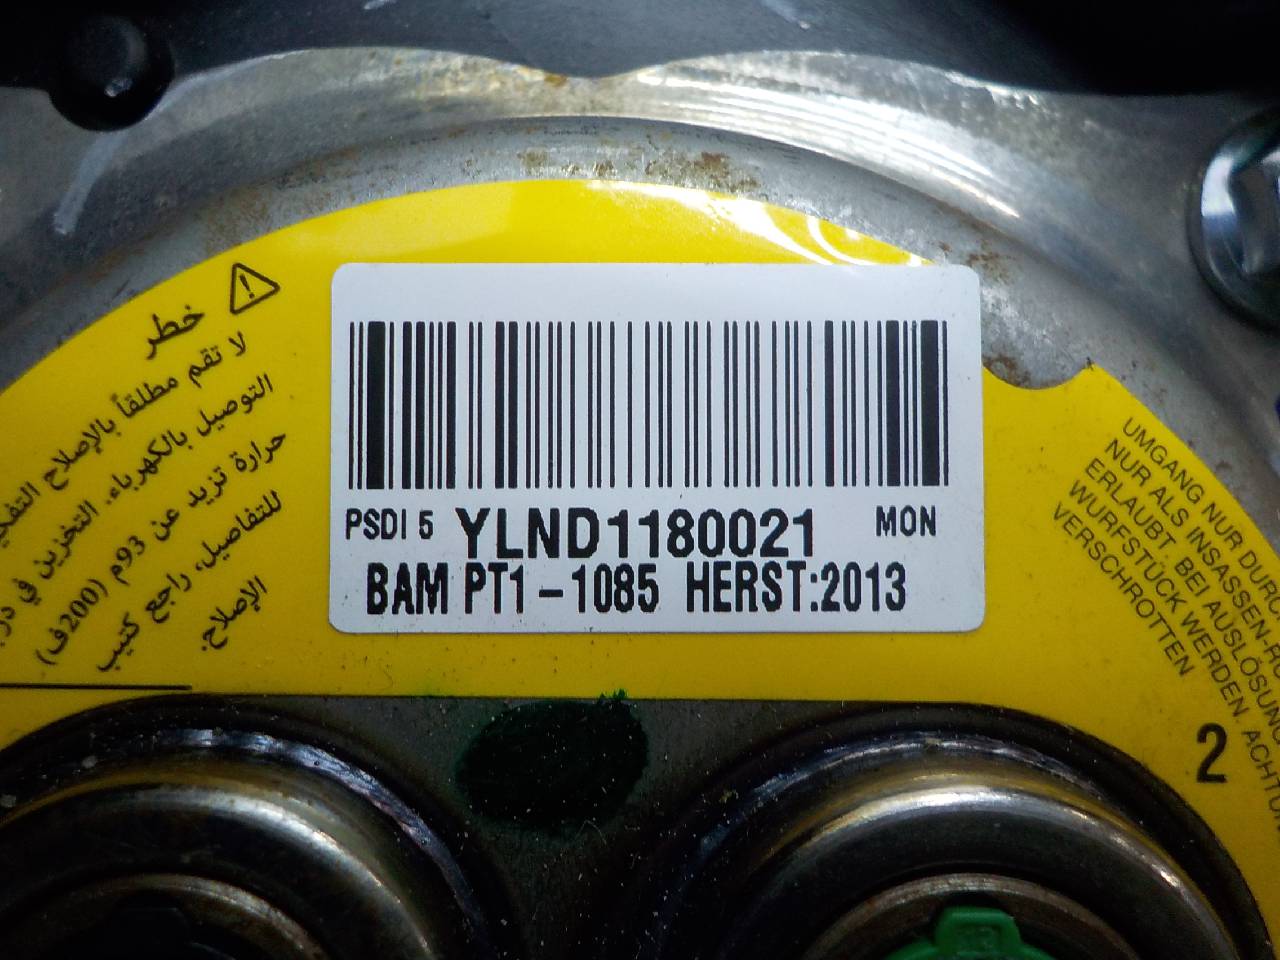 خطر
لا تقم مطلقاً بالإصلاح
التوصيل بالكهرباء. التخزين في
حرارة تزيد عن 93م (200ف)
للتفاصيل، راجع كتيب
الإصلاح.
PSDI 5 YLND1180021 MON
BAM PT1-1085 HERST:2013
UMGANG NUR DURC
NUR ALS INSASSEN-
ERLAUBT. BEI AUSLÖSUNG
WURFSTÜCK WERDEN. ACHTU
VERSCHROTTEN
2